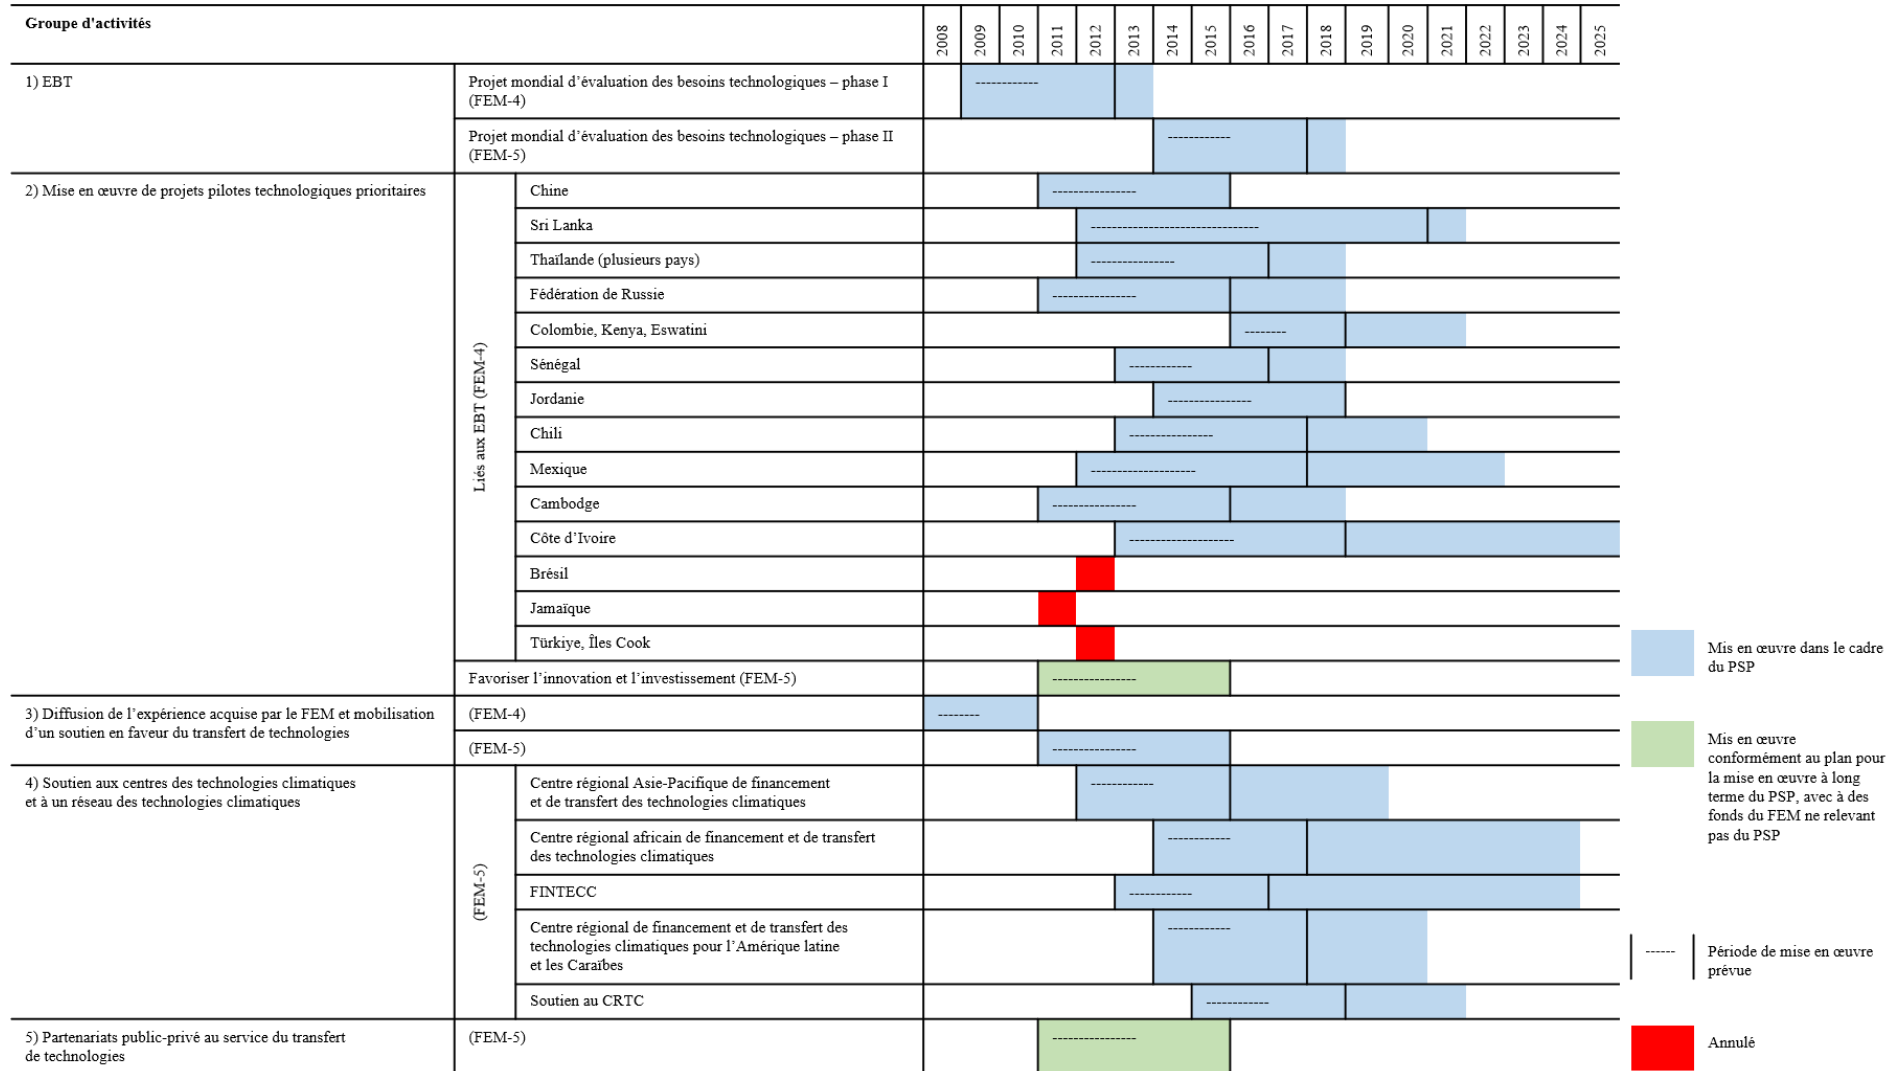 Groupe d'activités
2008
2009
2010
2011
2012
2013
2014
2015
2016
2017
2018
2019
2020
2021
2022
2023
2024
2025
1) EBT
Projet mondial d'évaluation des besoins technologiques – phase I
(FEM-4)
Projet mondial d'évaluation des besoins technologiques – phase II
(FEM-5)
2) Mise en œuvre de projets pilotes technologiques prioritaires
Liés aux EBT (FEM-4)
Chine
Sri Lanka
Thaïlande (plusieurs pays)
Fédération de Russie
Colombie, Kenya, Eswatini
Sénégal
Jordanie
Chili
Mexique
Cambodge
Côte d'Ivoire
Brésil
Jamaïque
Türkiye, Îles Cook
Favoriser l'innovation et l'investissement (FEM-5)
3) Diffusion de l'expérience acquise par le FEM et mobilisation
d'un soutien en faveur du transfert de technologies
(FEM-4)
(FEM-5)
4) Soutien aux centres des technologies climatiques
et à un réseau des technologies climatiques
(FEM-5)
Centre régional Asie-Pacifique de financement
et de transfert des technologies climatiques
Centre régional africain de financement et de transfert
des technologies climatiques
FINTECC
Centre régional de financement et de transfert des
technologies climatiques pour l'Amérique latine
et les Caraïbes
Soutien au CRTC
5) Partenariats public-privé au service du transfert
de technologies
(FEM-5)
Mis en œuvre dans le cadre
du PSP
Mis en œuvre
conformément au plan pour
la mise en œuvre à long
terme du PSP, avec à des
fonds du FEM ne relevant
pas du PSP
Période de mise en œuvre
prévue
Annulé